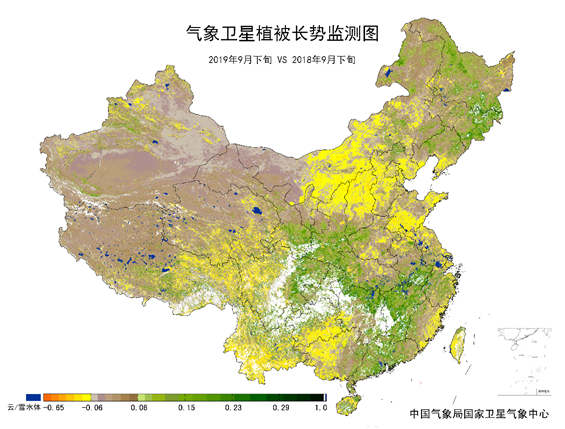 气象卫星植被长势监测图
2019年9月下旬 VS 2018年9月下旬
云/雪水体 -0.65 -0.06 0.06 0.15 0.23 0.29 1.0
中国气象局国家卫星气象中心